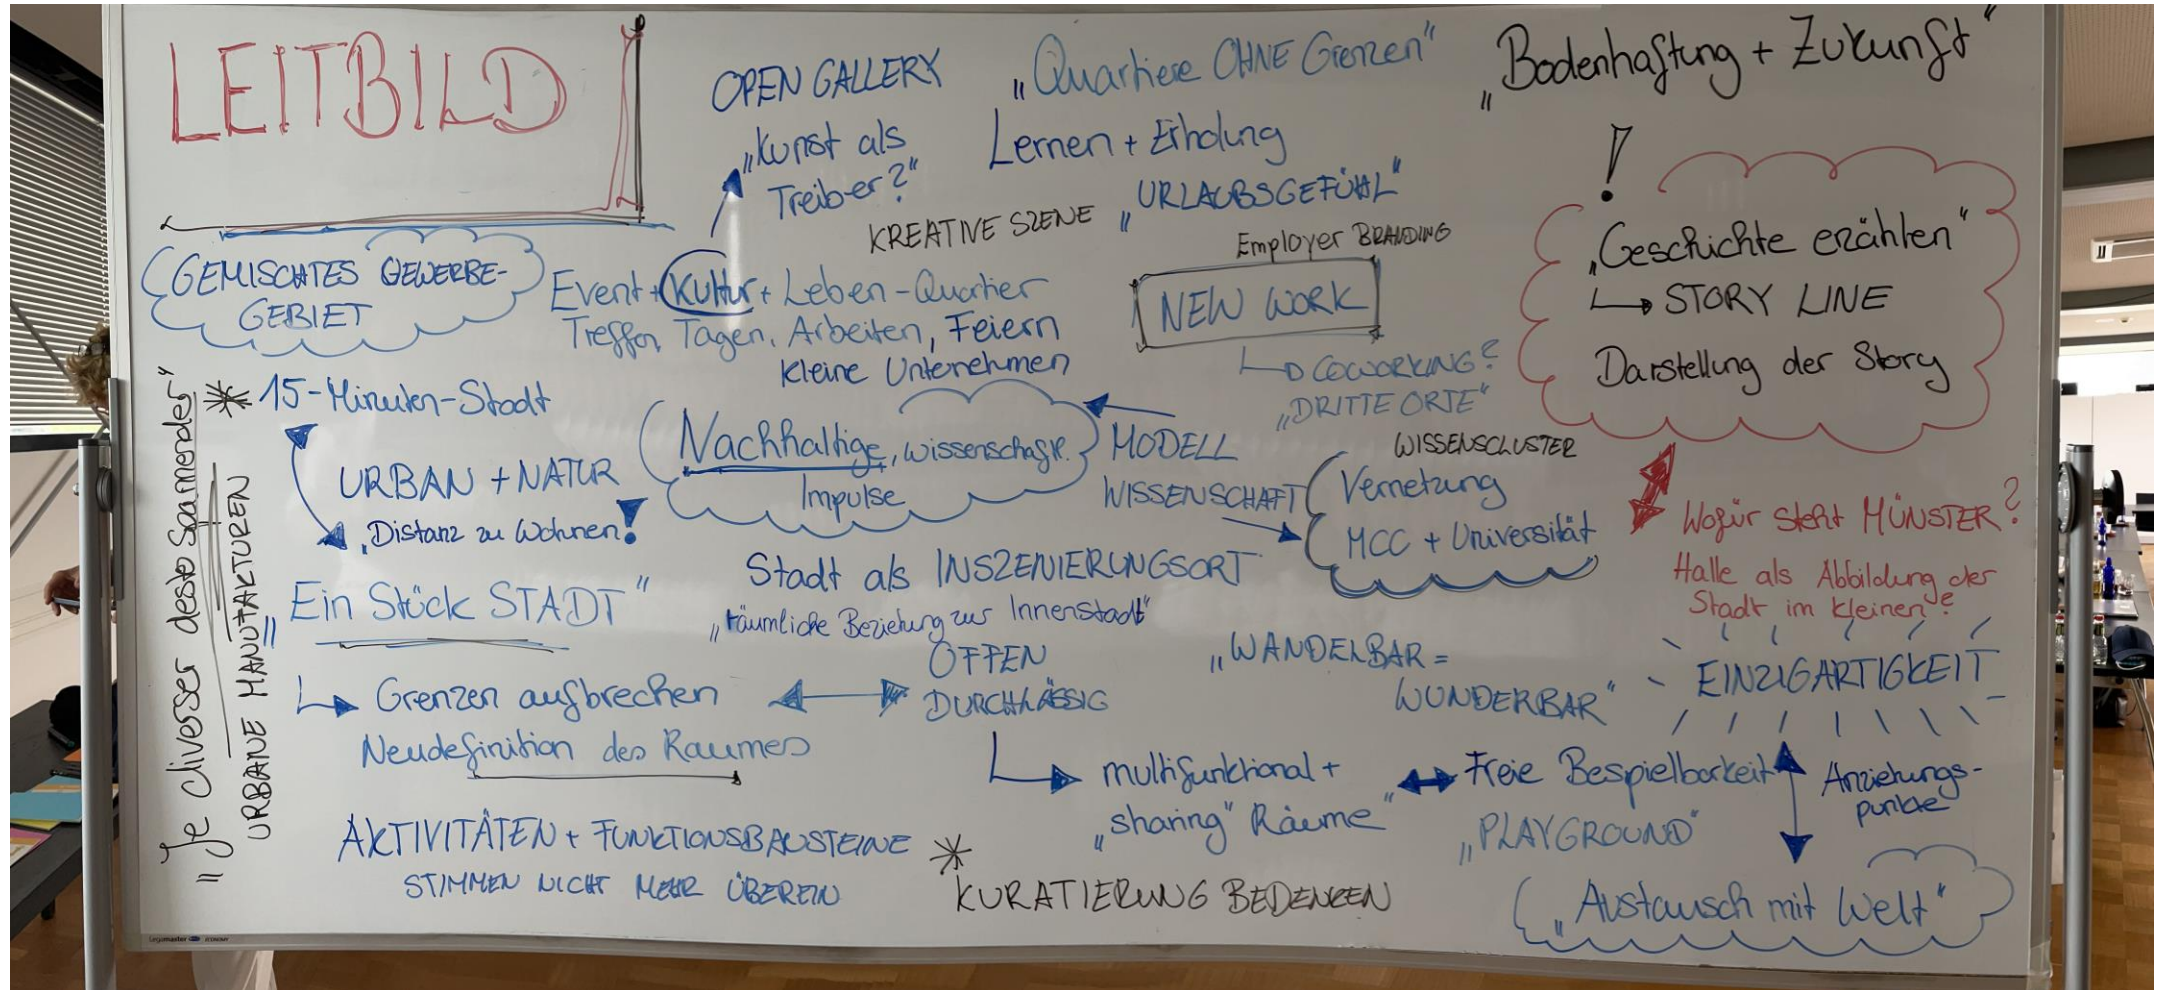 LEITBILD
OPEN GALLERY
„Kunst als
Treiber?"
„Quartiere OHNE Grenzen"
Lernen + Erholung
„URLAUBSGEFÜHL"
„Bodenhaftung + Zukunft"
!
KREATIVE SZENE
Employer BRANDING
GEMISCHTES GEWERBE-
GEBIET
Event + Kultur + Leben - Quartier
Treffen, Tagen, Arbeiten, Feiern
kleine Unternehmen
NEW WORK
COWORKING?
„DRITTE ORTE"
„Geschichte erzählen"
STORY LINE
Darstellung der Story
„Je diverser desto spannender"
URBANE MANUFAKTUREN
* 15-Minuten-Stadt
URBAN + NATUR
„Distanz zu Wohnen!
Nachhaltige, wissenschaftl.
Impulse
MODELL
WISSENSCHAFT
WISSENSCLUSTER
Vernetzung
MCC + Universität
Wofür steht MÜNSTER?
Halle als Abbildung der
Stadt im kleinen?
„Ein Stück STADT"
Stadt als INSZENIERUNGSORT
„räumliche Beziehung zur Innenstadt"
Grenzen aufbrechen
Neudefinition des Raumes
OFFEN
DURCHLÄSSIG
„WANDELBAR =
WUNDERBAR"
EINZIGARTIGKEIT
multifunktional +
„sharing" Räume"
Freie Bespielbarkeit
„PLAYGROUND"
Anziehungs-
punkte
AKTIVITÄTEN + FUNKTIONSBAUSTEINE
STIMMEN NICHT MEHR ÜBEREIN
*
KURATIERUNG BEDENKEN
„Austausch mit Welt"
Legamaster ECONOMY